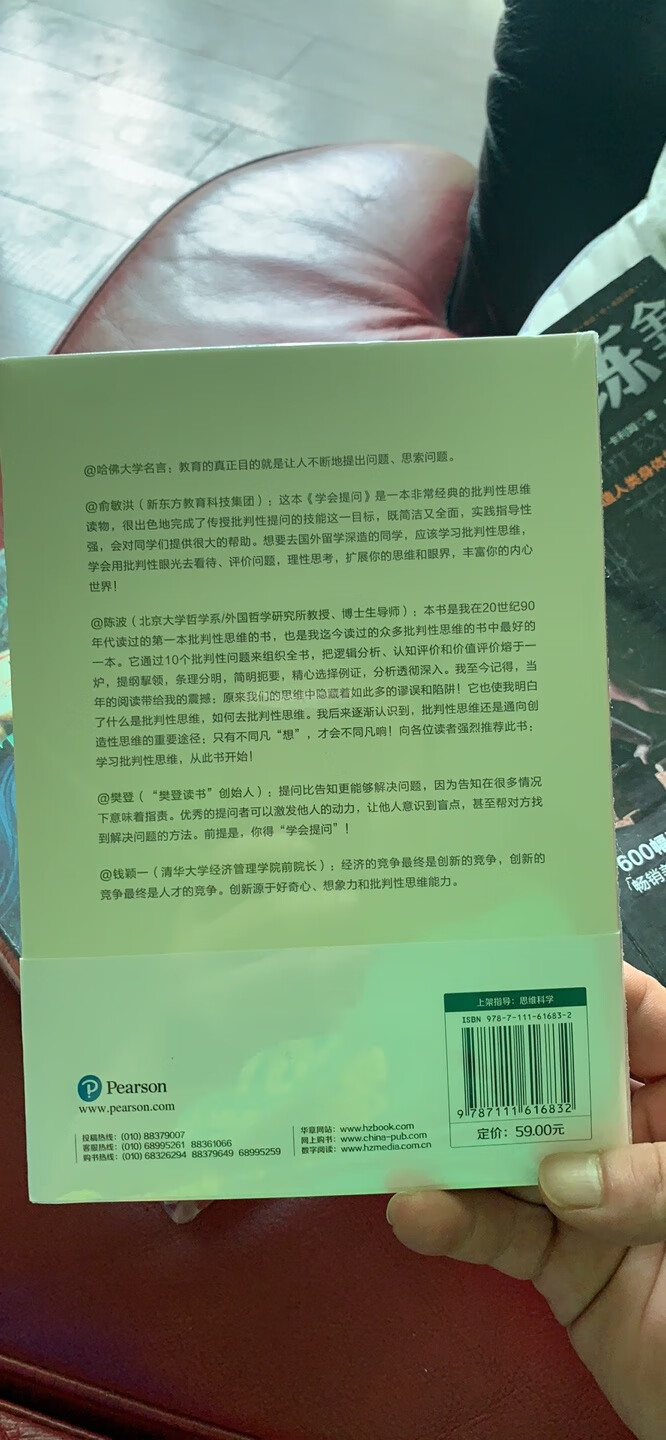 @哈佛大学名言：教育的真正目的就是让人不断地提出问题、思索问题。
@俞敏洪（新东方教育科技集团）：这本《学会提问》是一本非常经典的批判性思维
读物，很出色地完成了传授批判性提问的技能这一目标，既简洁又全面，实践指导性
强，会对同学们提供很大的帮助。想要去国外留学深造的同学，应该学习批判性思维，
学会用批判性眼光去看待、评价问题，理性思考，扩展你的思维和眼界，丰富你的内心
世界！
@陈波（北京大学哲学系/外国哲学研究所教授、博士生导师）：本书是我在20世纪90
年代读过的第一本批判性思维的书，也是我迄今读过的众多批判性思维的书中最好的
一本。它通过10个批判性问题来组织全书，把逻辑分析、认知评价和价值评价熔于一
炉，提纲挈领，条理分明，简明扼要，精心选择例证，分析透彻深入。我至今记得，当
年的阅读带给我的震撼：原来我们的思维中隐藏着如此多的谬误和陷阱！它也使我明白
了什么是批判性思维，如何去批判性思维。我后来逐渐认识到，批判性思维还是通向创
造性思维的重要途径：只有不同凡“想”，才会不同凡响！向各位读者强烈推荐此书：
学习批判性思维，从此书开始！
@樊登（“樊登读书”创始人）：提问比告知更能够解决问题，因为告知在很多情况
下意味着指责。优秀的提问者可以激发他人的动力，让他人意识到盲点，甚至帮对方找
到解决问题的方法。前提是，你得“学会提问”！
@钱颖一（清华大学经济管理学院前院长）：经济的竞争最终是创新的竞争，创新的
竞争最终是人才的竞争。创新源于好奇心、想象力和批判性思维能力。
上架指导：思维科学
ISBN 978-7-111-61683-2
9 787111 616832
定价：59.00元
Pearson
www.pearson.com
投稿热线：(010) 88379007
客服热线：(010) 68995261 88361066
购书热线：(010) 68326294 88379649 68995259
华章网站：www.hzbook.com
网上购书：www.china-pub.com
数字阅读：www.hzmedia.com.cn
600幅
「畅销